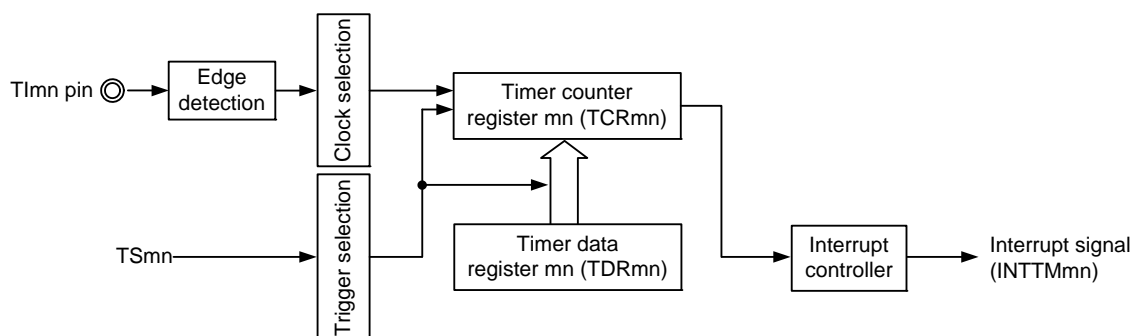 TImn pin
Edge
detection
Clock selection
Timer counter
register mn (TCRmn)
TSmn
Trigger selection
Timer data
register mn (TDRmn)
Interrupt
controller
Interrupt signal
(INTTMmn)